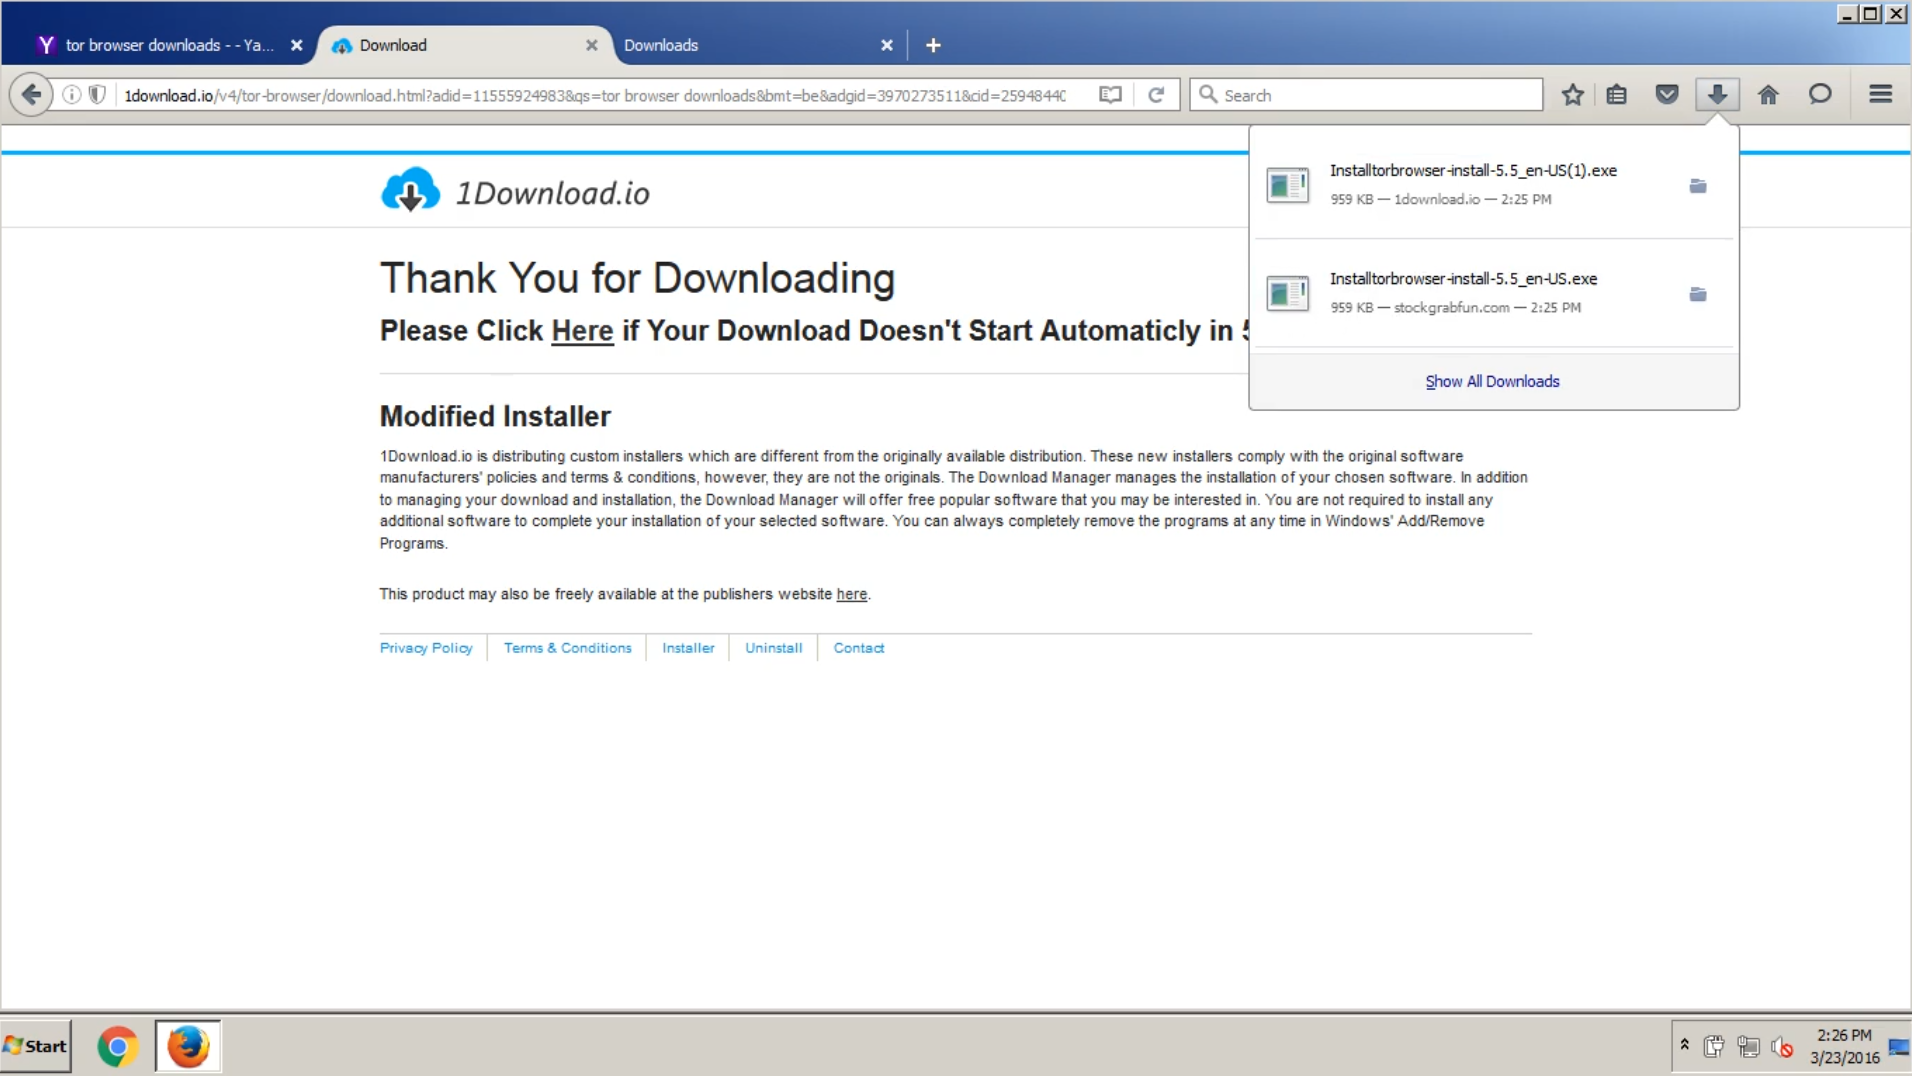 tor browser downloads - - Ya...
Download
Downloads
1download.io/v4/tor-browser/download.html?adid=11555924983&qs=tor browser downloads&bmt=be&adgid=3970273511&cid=25948440
Search
1Download.io
Installtorbrowser-install-5.5_en-US(1).exe
959 KB — 1download.io — 2:25 PM
Installtorbrowser-install-5.5_en-US.exe
959 KB — stockgrabfun.com — 2:25 PM
Show All Downloads
Thank You for Downloading
Please Click Here if Your Download Doesn't Start Automaticly in
Modified Installer
1Download.io is distributing custom installers which are different from the originally available distribution. These new installers comply with the original software
manufacturers' policies and terms & conditions, however, they are not the originals. The Download Manager manages the installation of your chosen software. In addition
to managing your download and installation, the Download Manager will offer free popular software that you may be interested in. You are not required to install any
additional software to complete your installation of your selected software. You can always completely remove the programs at any time in Windows' Add/Remove
Programs.
This product may also be freely available at the publishers website here.
Privacy Policy
Terms & Conditions
Installer
Uninstall
Contact
Start
2:26 PM
3/23/2016